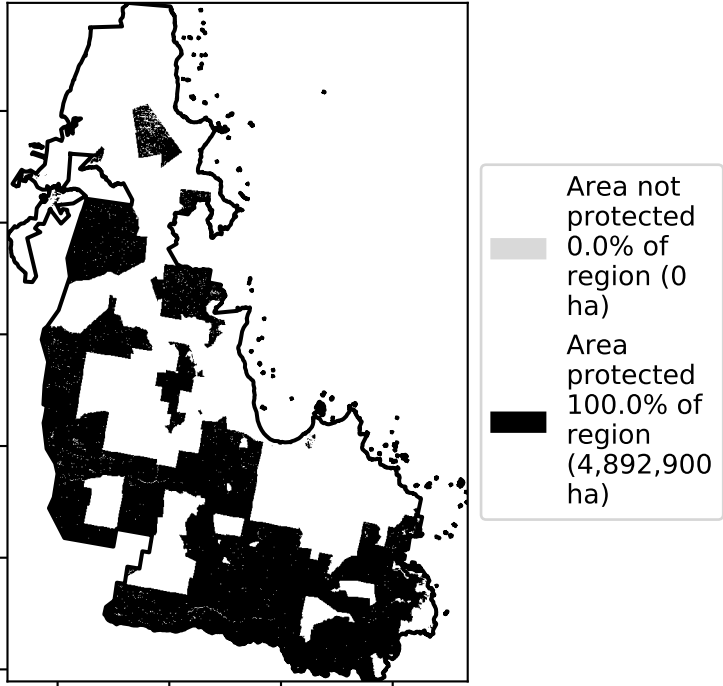 Area not
protected
0.0% of
region (0
ha)
Area
protected
100.0% of
region
(4,892,900
ha)